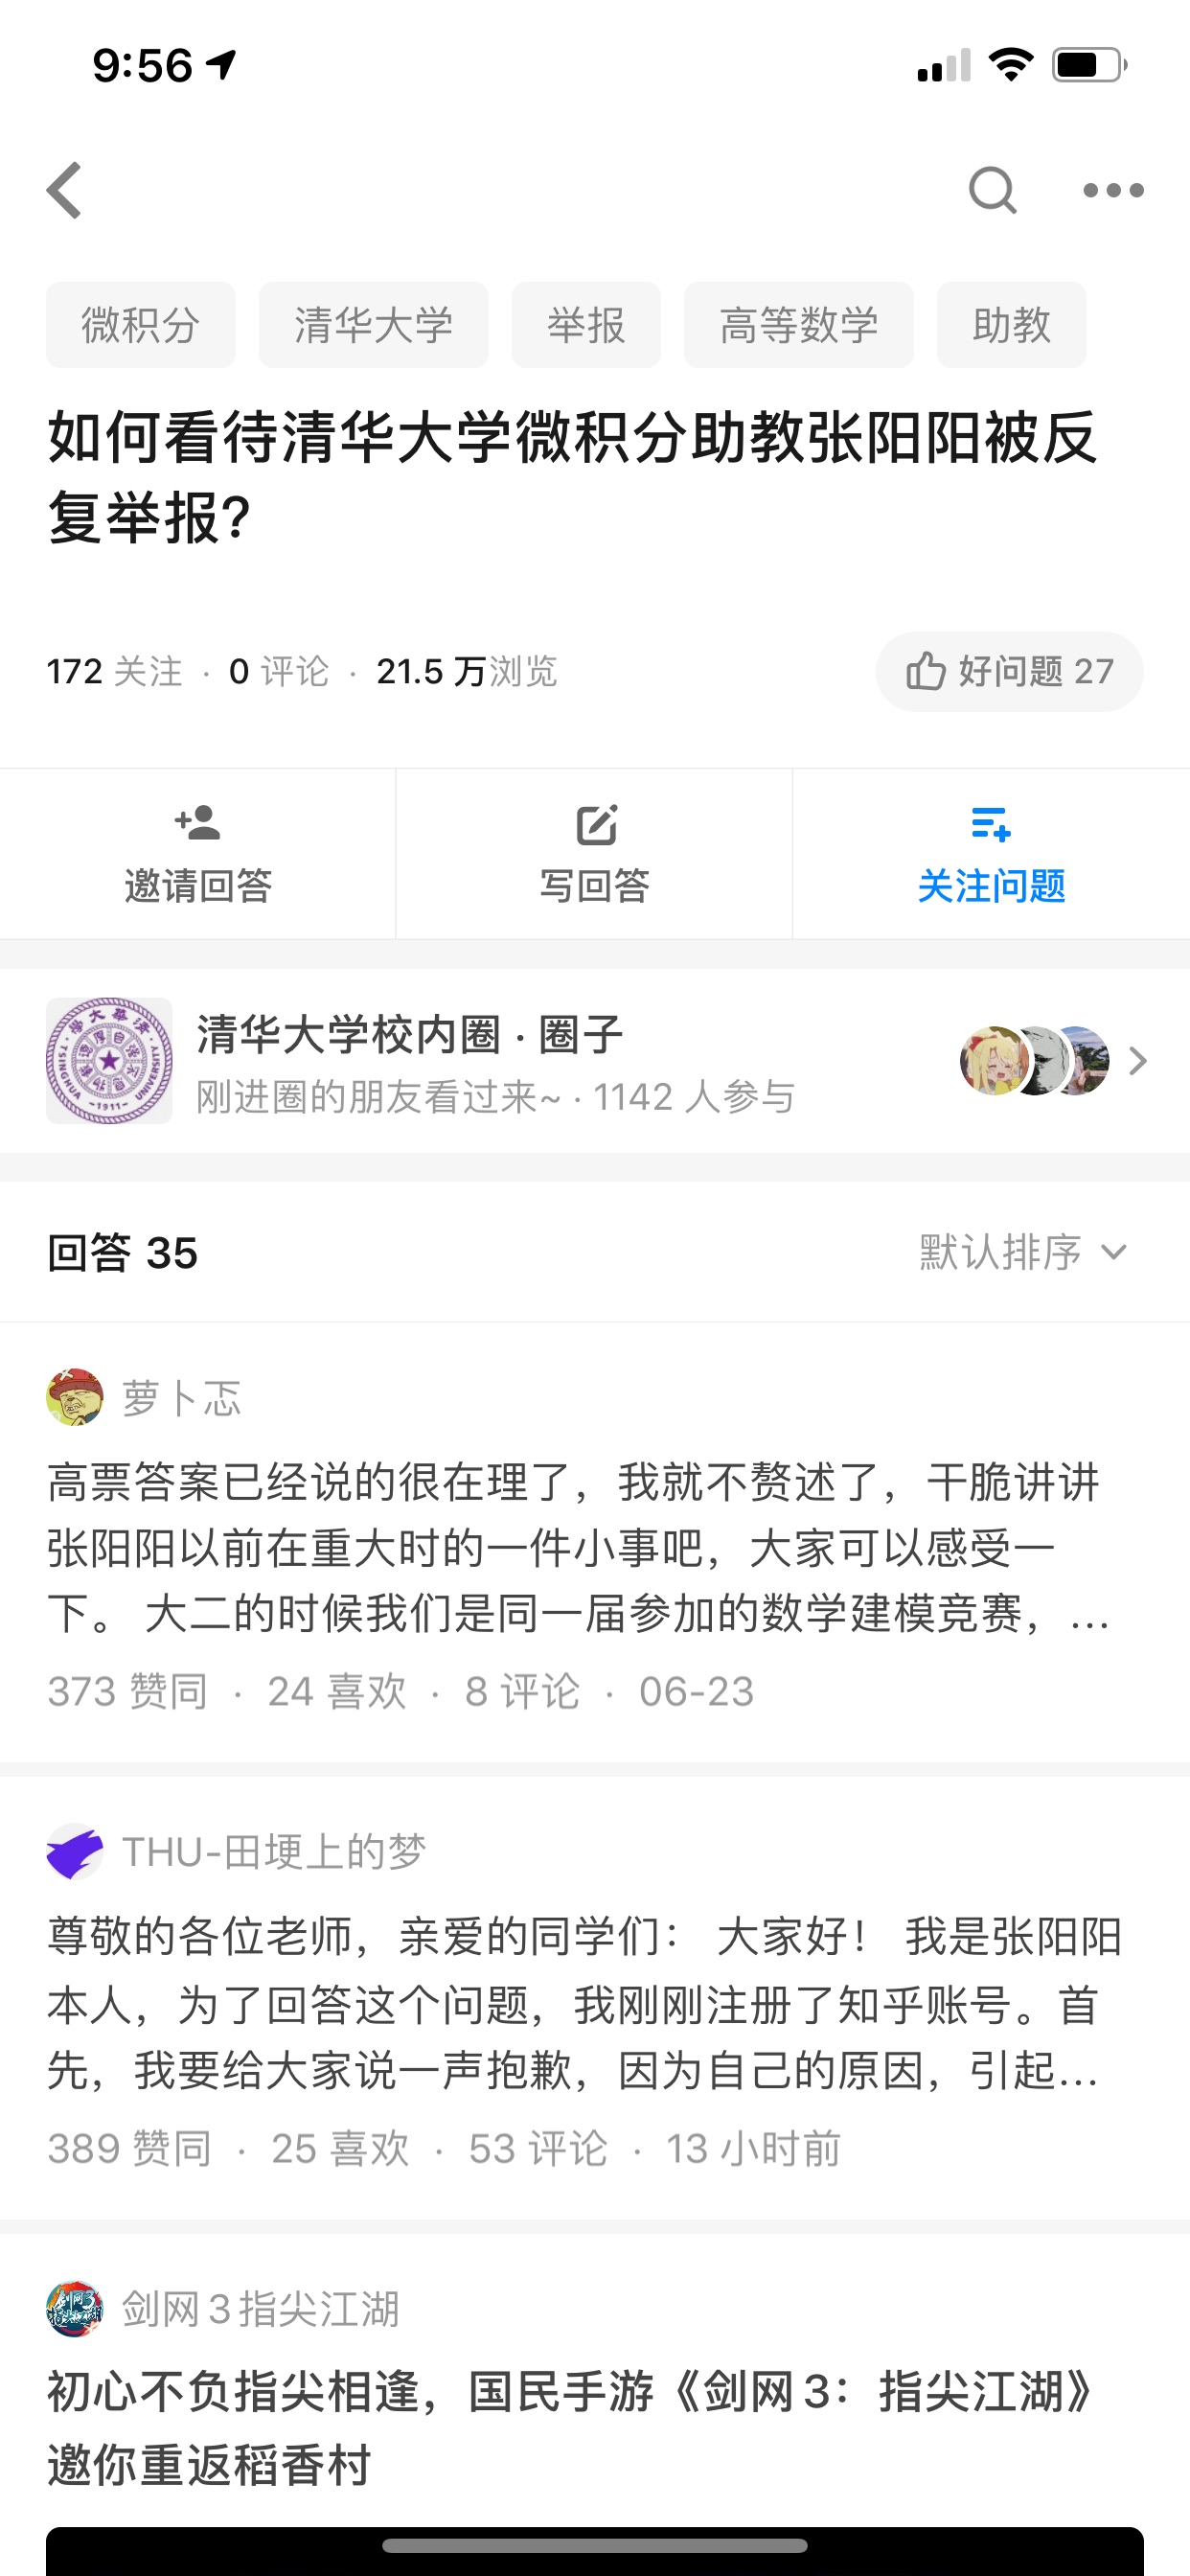 9:56
微积分 清华大学 举报 高等数学 助教
如何看待清华大学微积分助教张阳阳被反
复举报?
172 关注 · 0 评论 · 21.5 万浏览 好问题 27
邀请回答 写回答 关注问题
清华大学校内圈 · 圈子
刚进圈的朋友看过来~ · 1142 人参与
回答 35 默认排序
萝卜忑
高票答案已经说的很在理了，我就不赘述了，干脆讲讲
张阳阳以前在重大时的一件小事吧，大家可以感受一
下。 大二的时候我们是同一届参加的数学建模竞赛，…
373 赞同 · 24 喜欢 · 8 评论 · 06-23
THU-田埂上的梦
尊敬的各位老师，亲爱的同学们： 大家好！ 我是张阳阳
本人，为了回答这个问题，我刚刚注册了知乎账号。首
先，我要给大家说一声抱歉，因为自己的原因，引起…
389 赞同 · 25 喜欢 · 53 评论 · 13 小时前
剑网3指尖江湖
初心不负指尖相逢，国民手游《剑网3：指尖江湖》
邀你重返稻香村